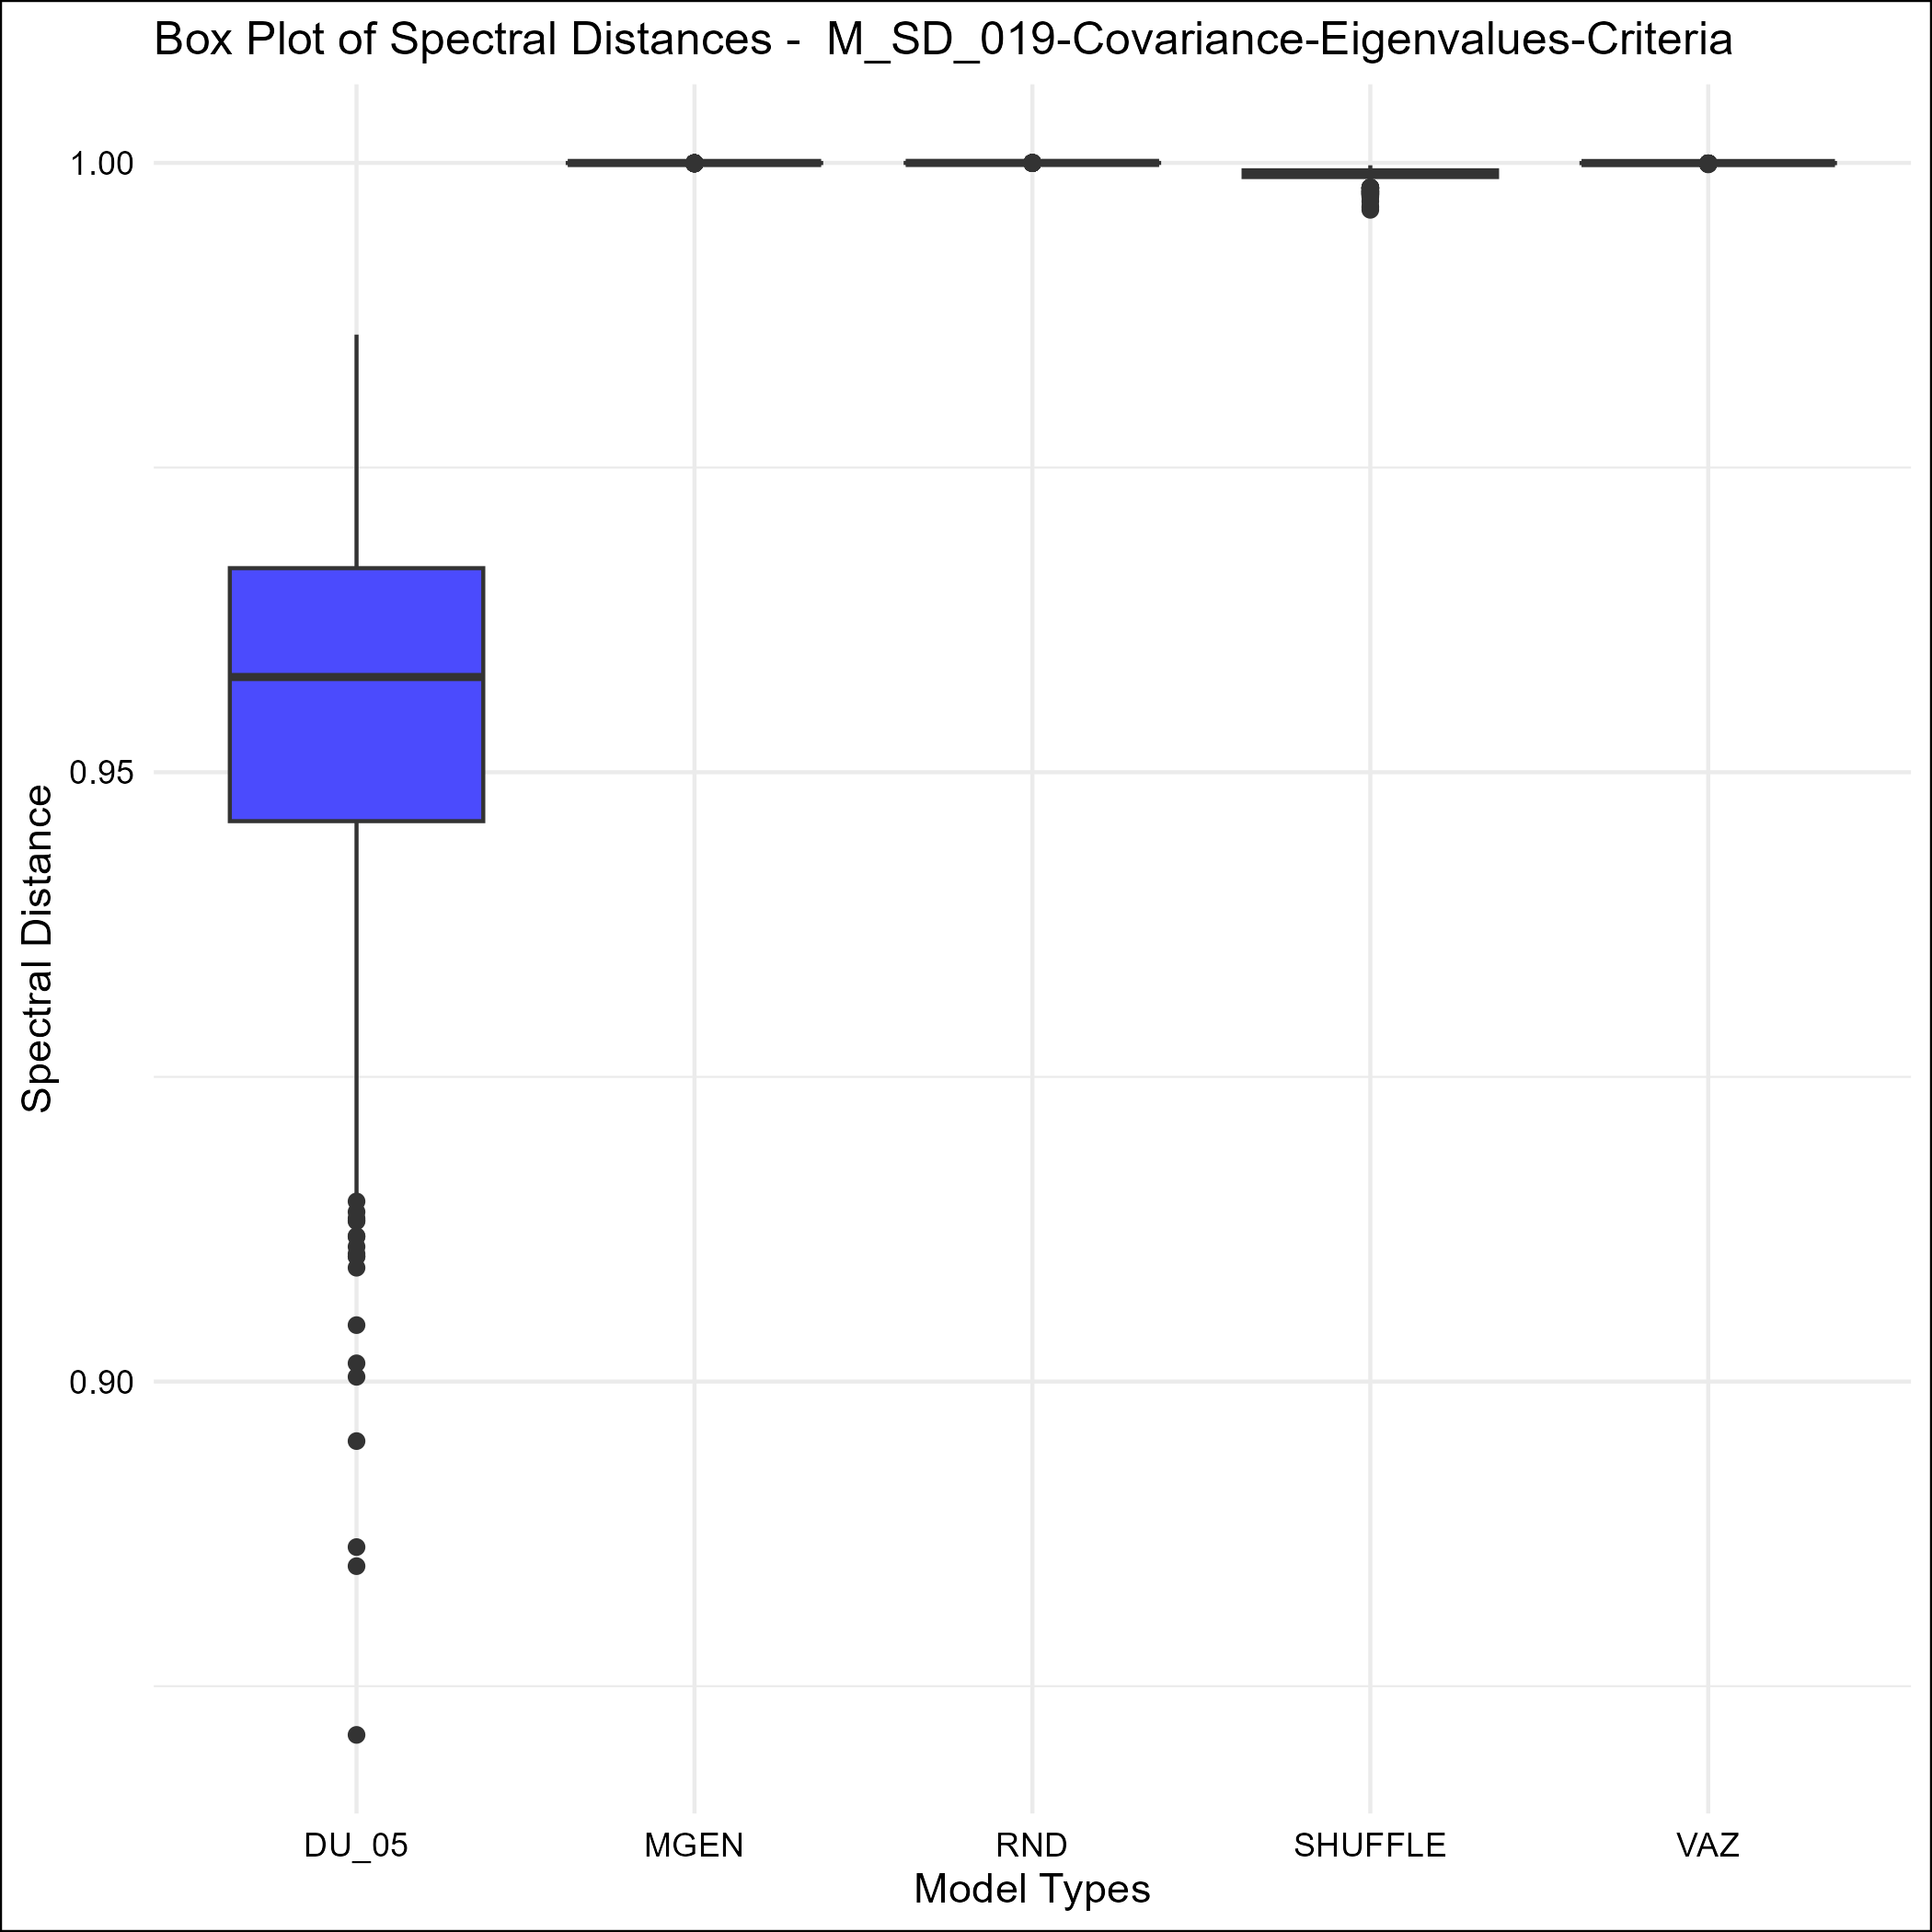 Box Plot of Spectral Distances -  M_SD_019-Covariance-Eigenvalues-Criteria
1.00
0.95
0.90
Spectral Distance
DU_05 MGEN RND SHUFFLE VAZ
Model Types